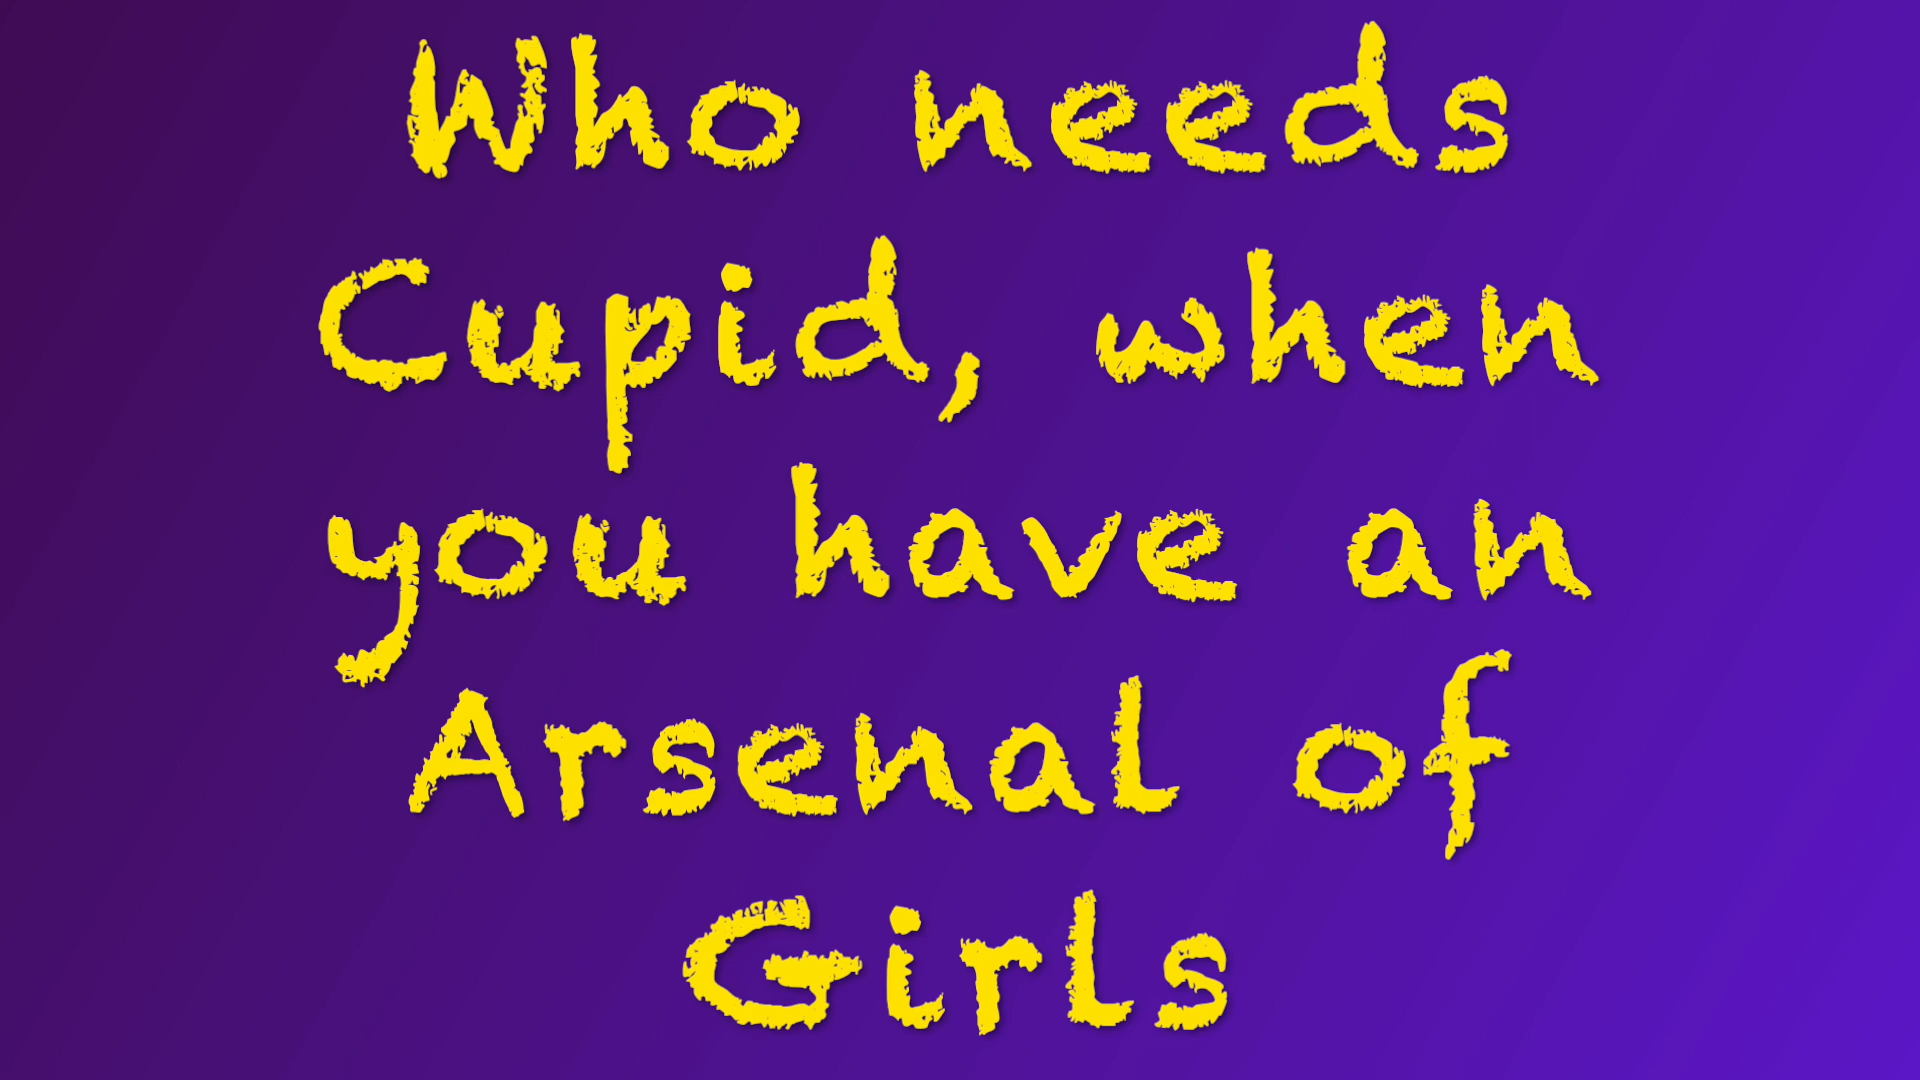 Who needs
Cupid, when
you have an
Arsenal of
Girls